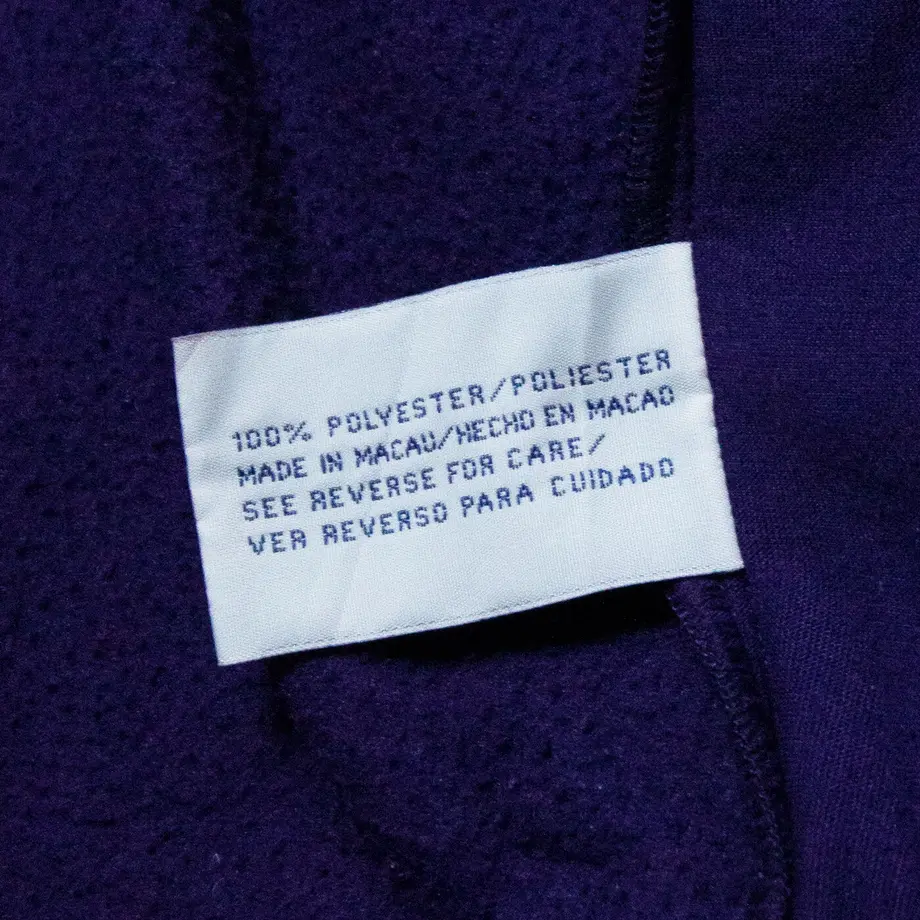 100% POLYESTER/POLIESTER
MADE IN MACAU/HECHO EN MACAO
SEE REVERSE FOR CARE/
VER REVERSO PARA CUIDADO